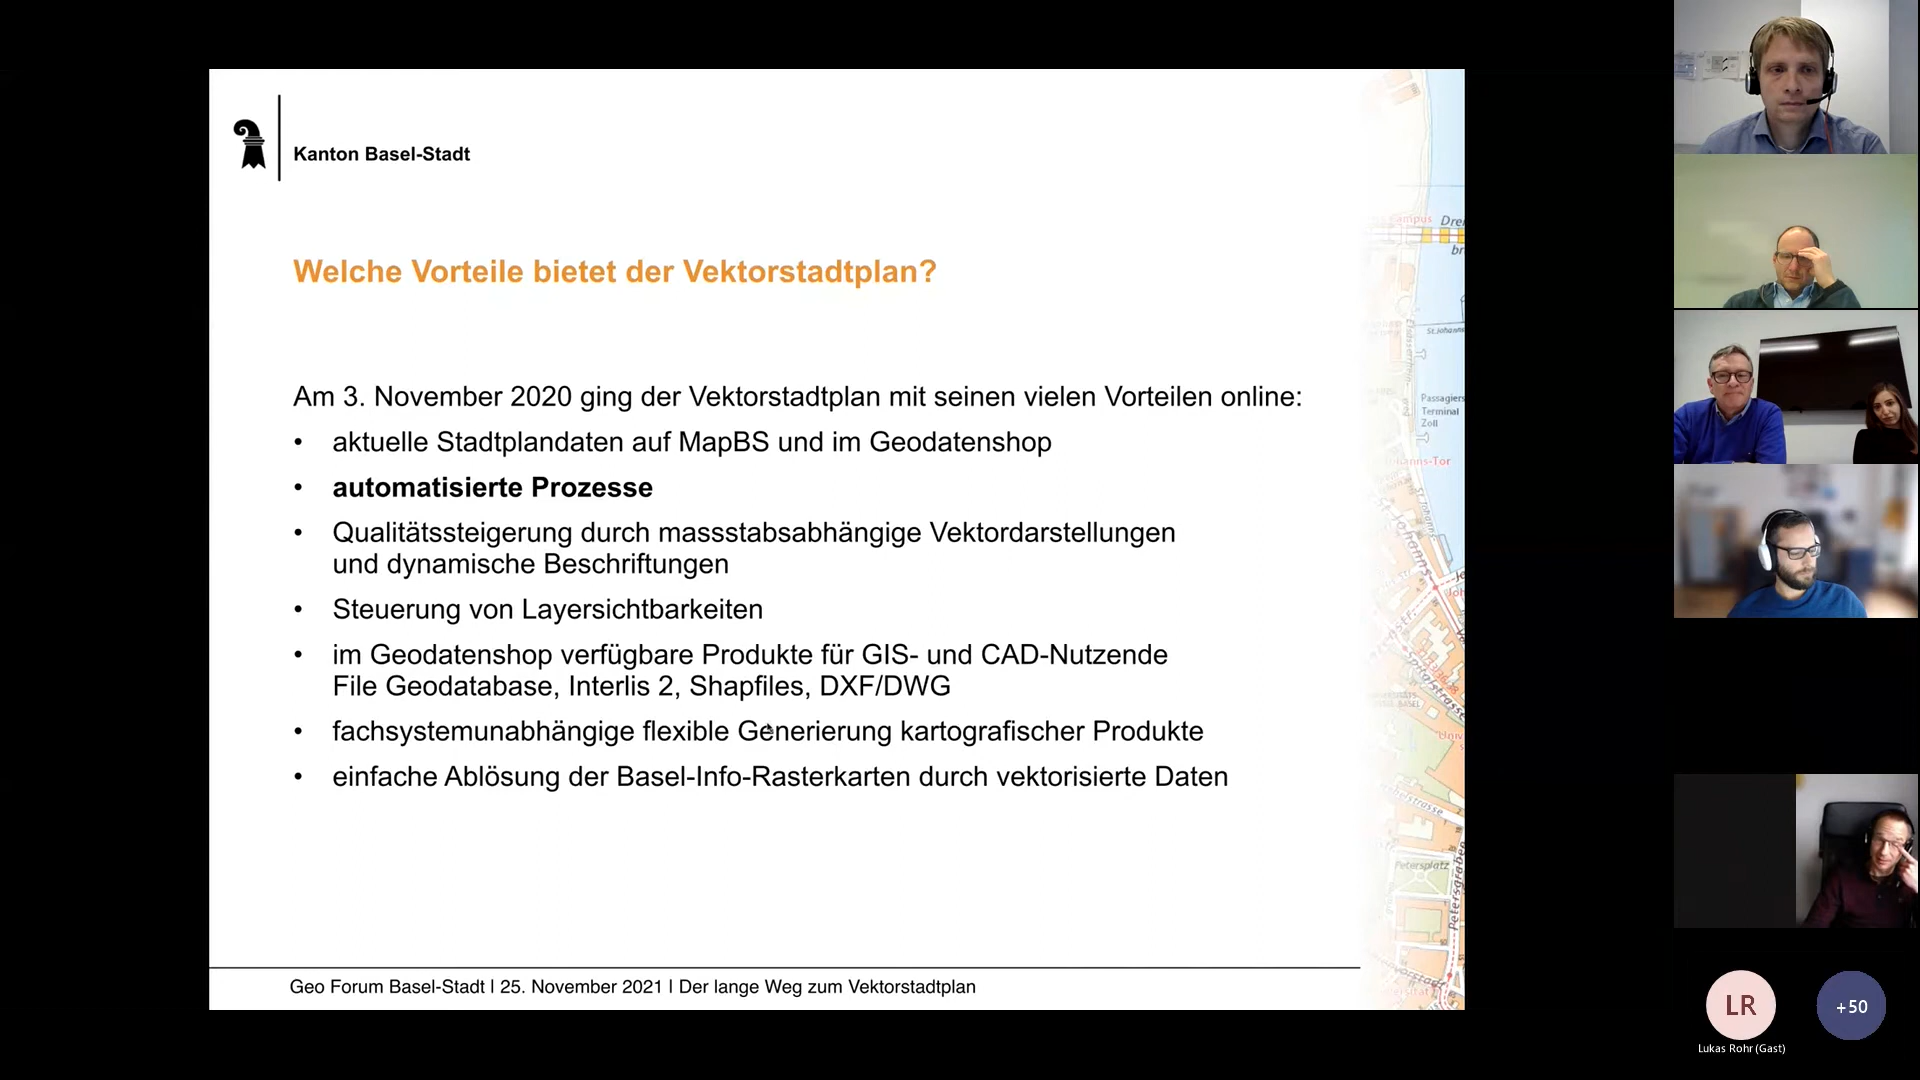 Kanton Basel-Stadt
Welche Vorteile bietet der Vektorstadtplan?
Am 3. November 2020 ging der Vektorstadtplan mit seinen vielen Vorteilen online:
• aktuelle Stadtplandaten auf MapBS und im Geodatenshop
• automatisierte Prozesse
• Qualitätssteigerung durch massstabsabhängige Vektordarstellungen
und dynamische Beschriftungen
• Steuerung von Layersichtbarkeiten
• im Geodatenshop verfügbare Produkte für GIS- und CAD-Nutzende
File Geodatabase, Interlis 2, Shapfiles, DXF/DWG
• fachsystemunabhängige flexible Generierung kartografischer Produkte
• einfache Ablösung der Basel-Info-Rasterkarten durch vektorisierte Daten
Geo Forum Basel-Stadt | 25. November 2021 | Der lange Weg zum Vektorstadtplan
Campus
Passagiers
Terminal
Zoll
Petersplatz
Petersgraben
LR
+50
Lukas Rohr (Gast)